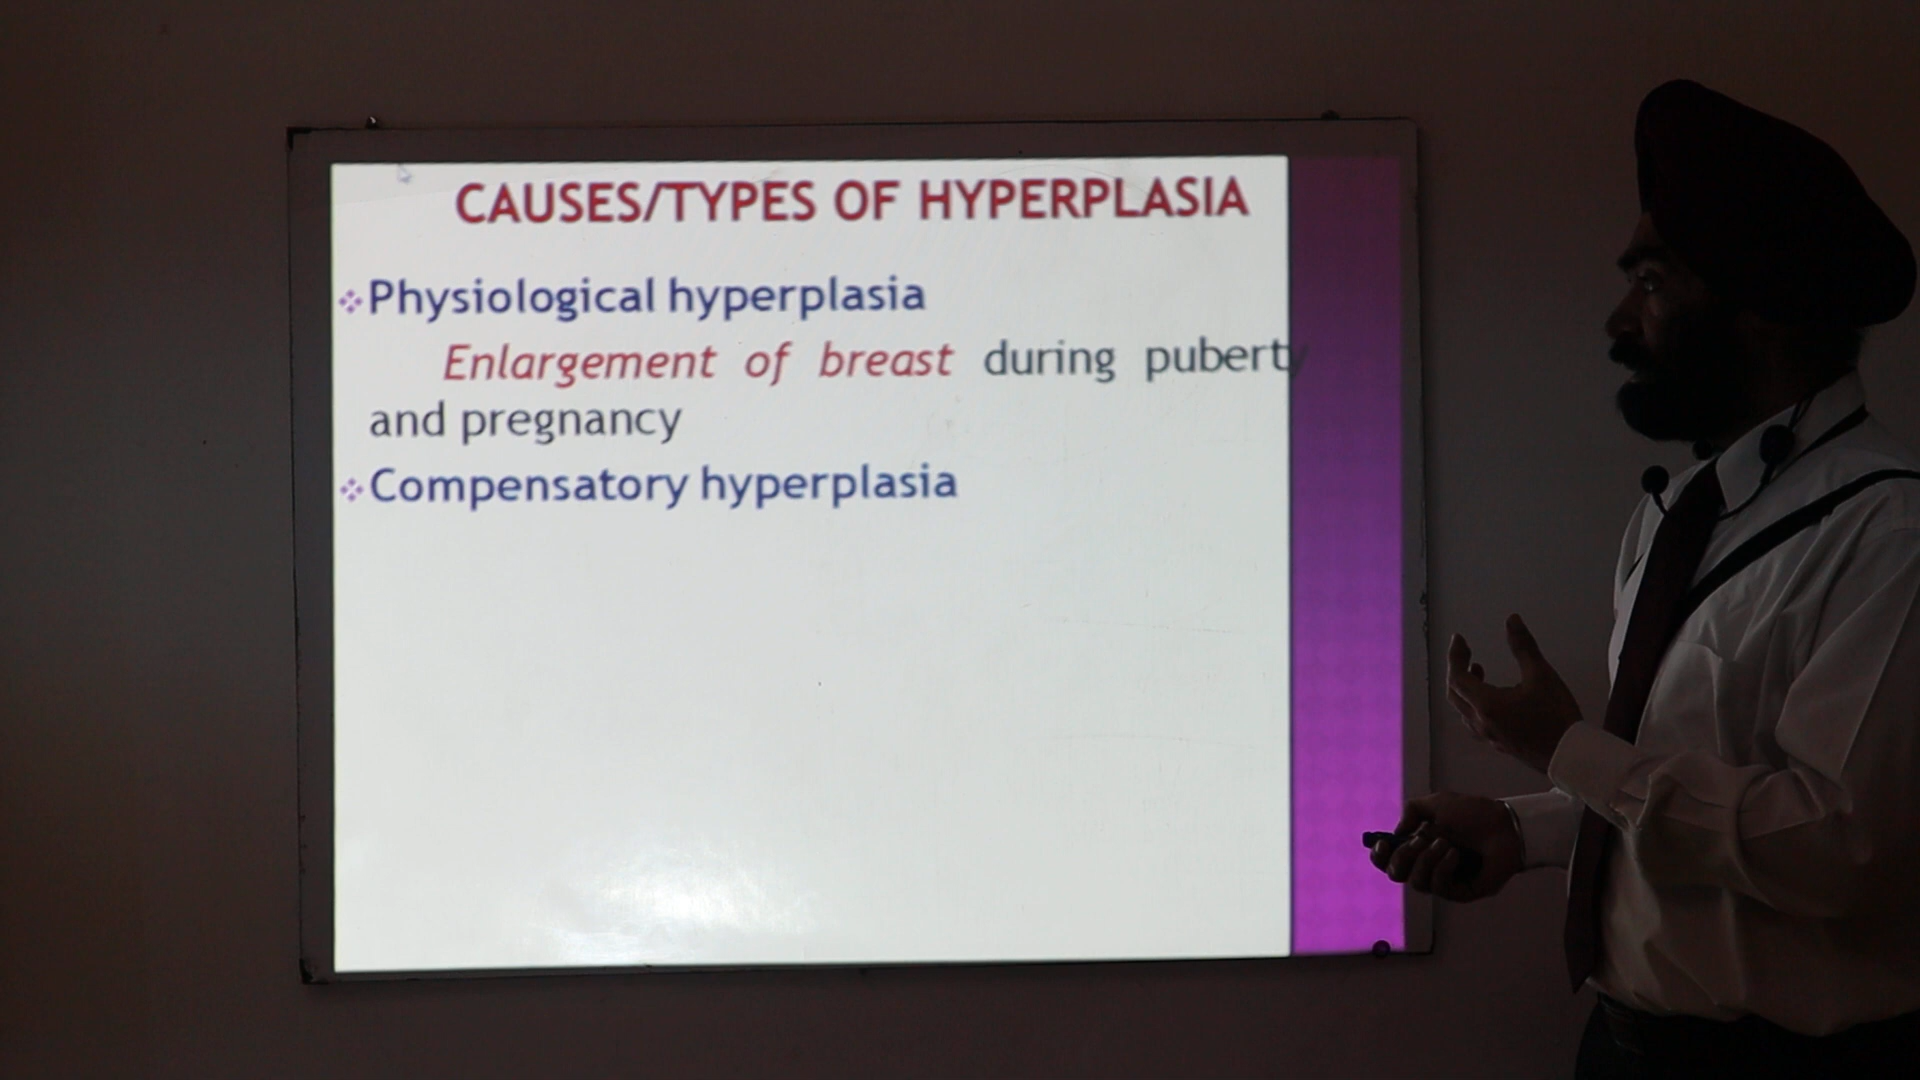 CAUSES/TYPES OF HYPERPLASIA
Physiological hyperplasia
Enlargement of breast during puberty
and pregnancy
Compensatory hyperplasia